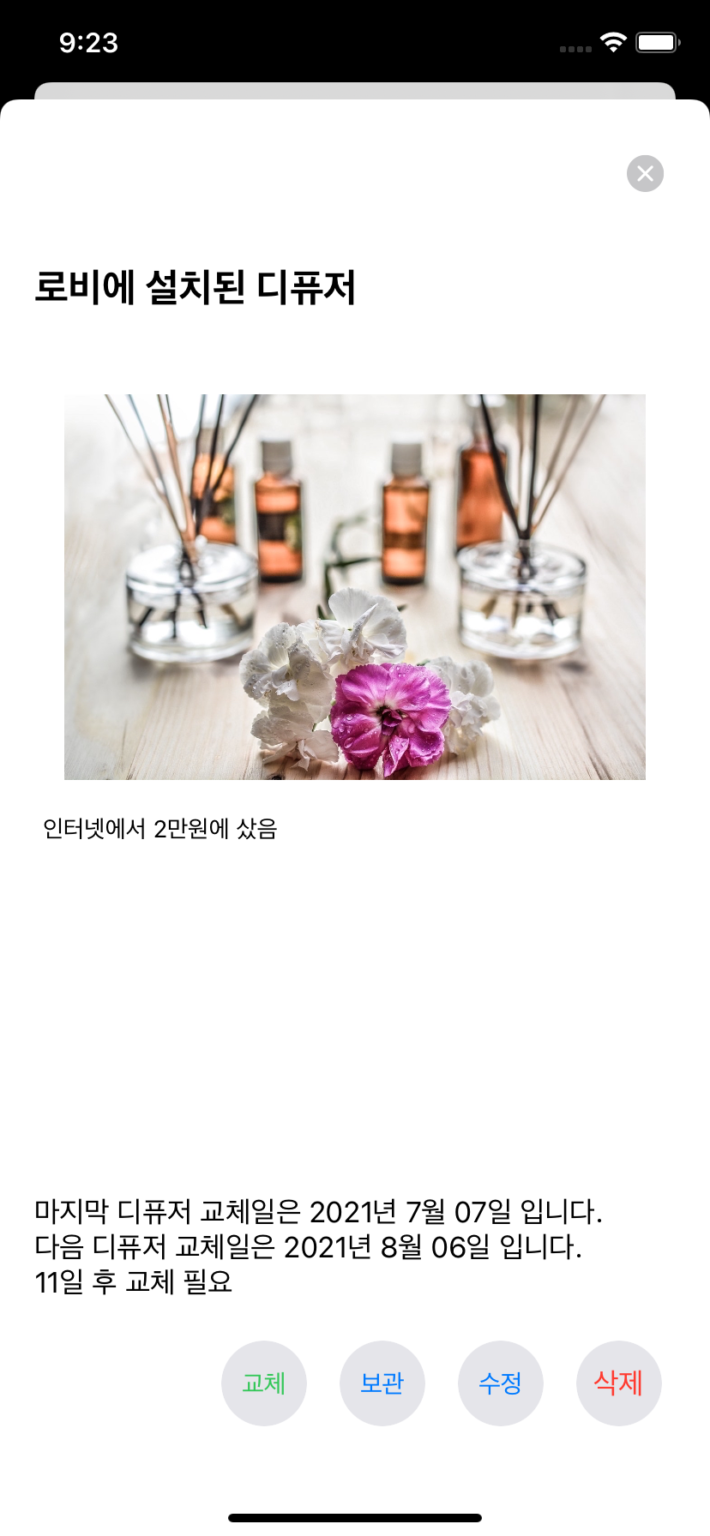 9:23
로비에 설치된 디퓨저
인터넷에서 2만원에 샀음
마지막 디퓨저 교체일은 2021년 7월 07일 입니다.
다음 디퓨저 교체일은 2021년 8월 06일 입니다.
11일 후 교체 필요
교체 보관 수정 삭제